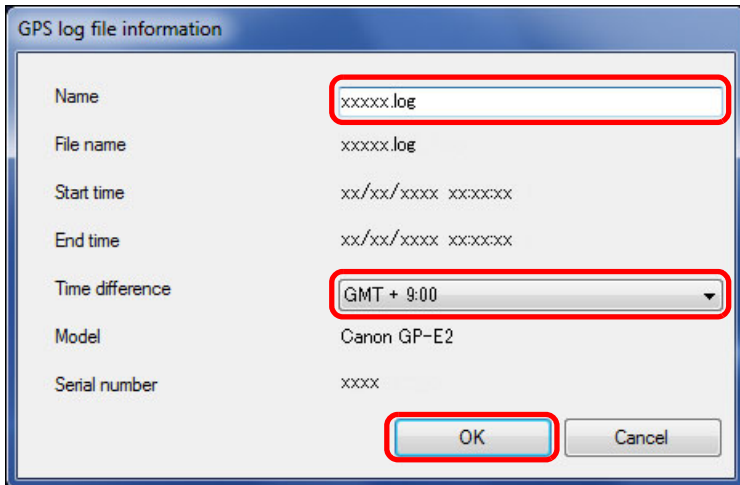 GPS log file information
Name xxxxx.log
File name xxxxx.log
Start time xx/xx/xxxx xx:xx:xx
End time xx/xx/xxxx xx:xx:xx
Time difference GMT + 9:00
Model Canon GP-E2
Serial number xxxx
OK Cancel